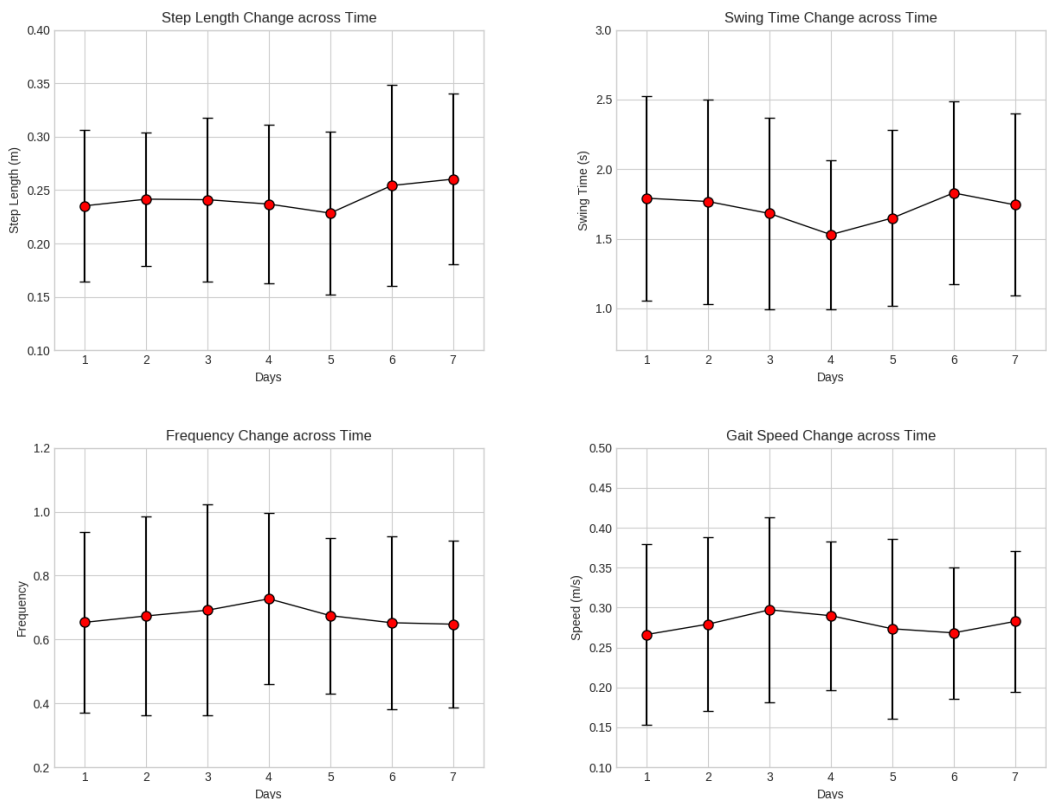 Step Length Change across Time
0.40
0.35
0.30
0.25
0.20
0.15
0.10
Step Length (m)
1 2 3 4 5 6 7
Days
Swing Time Change across Time
3.0
2.5
2.0
1.5
1.0
Swing Time (s)
1 2 3 4 5 6 7
Days
Frequency Change across Time
1.2
1.0
0.8
0.6
0.4
0.2
Frequency
1 2 3 4 5 6 7
Days
Gait Speed Change across Time
0.50
0.45
0.40
0.35
0.30
0.25
0.20
0.15
0.10
Speed (m/s)
1 2 3 4 5 6 7
Days